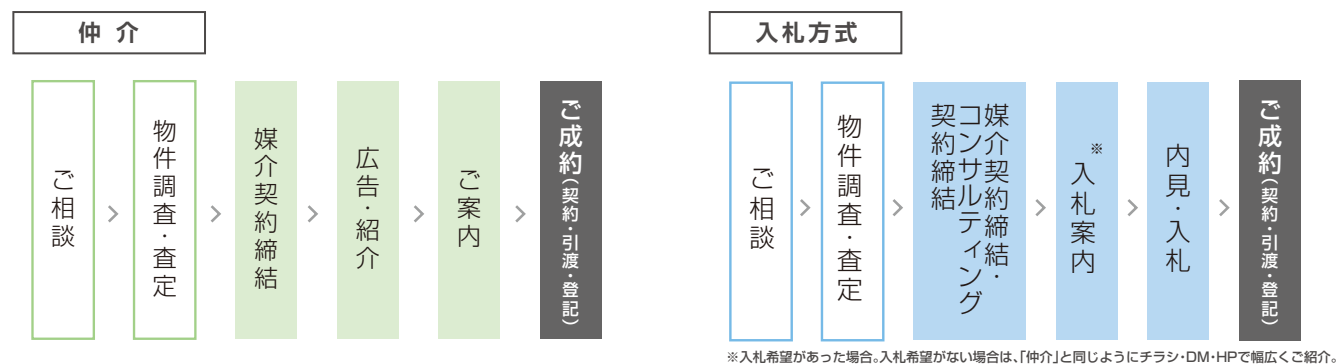 仲 介
ご相談
>
物件調査・査定
>
媒介契約締結
>
広告・紹介
>
ご案内
>
ご成約(契約・引渡・登記)
入札方式
ご相談
>
物件調査・査定
>
媒介契約締結・
コンサルティング
契約締結
>
※
入札案内
>
内見・入札
>
ご成約(契約・引渡・登記)
※入札希望があった場合。入札希望がない場合は、「仲介」と同じようにチラシ・DM・HPで幅広くご紹介。